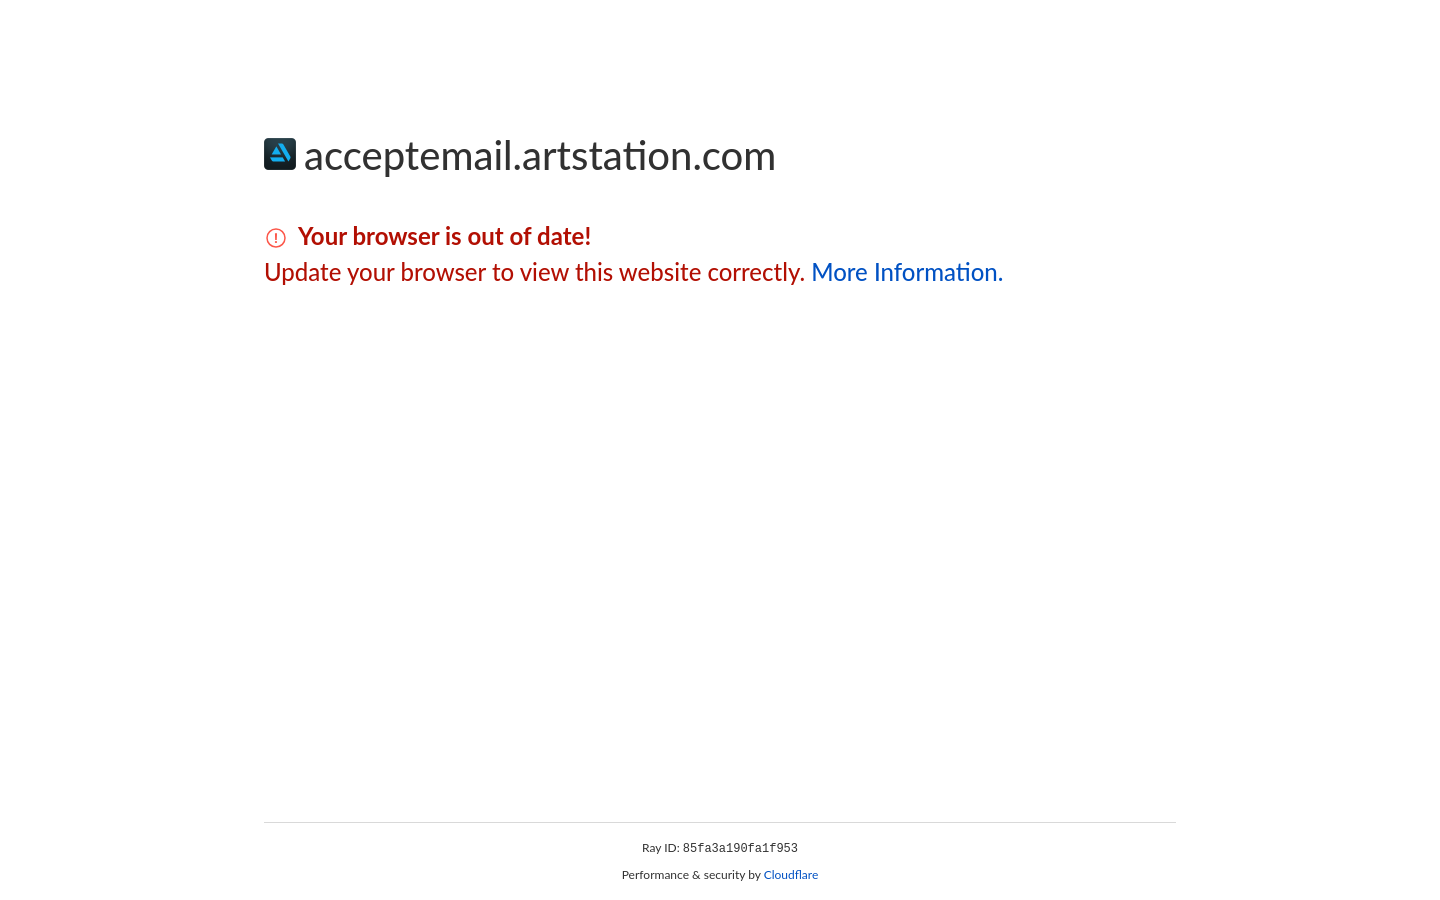 acceptemail.artstation.com
Your browser is out of date!
Update your browser to view this website correctly. More Information.
Ray ID: 85fa3a190fa1f953
Performance & security by Cloudflare